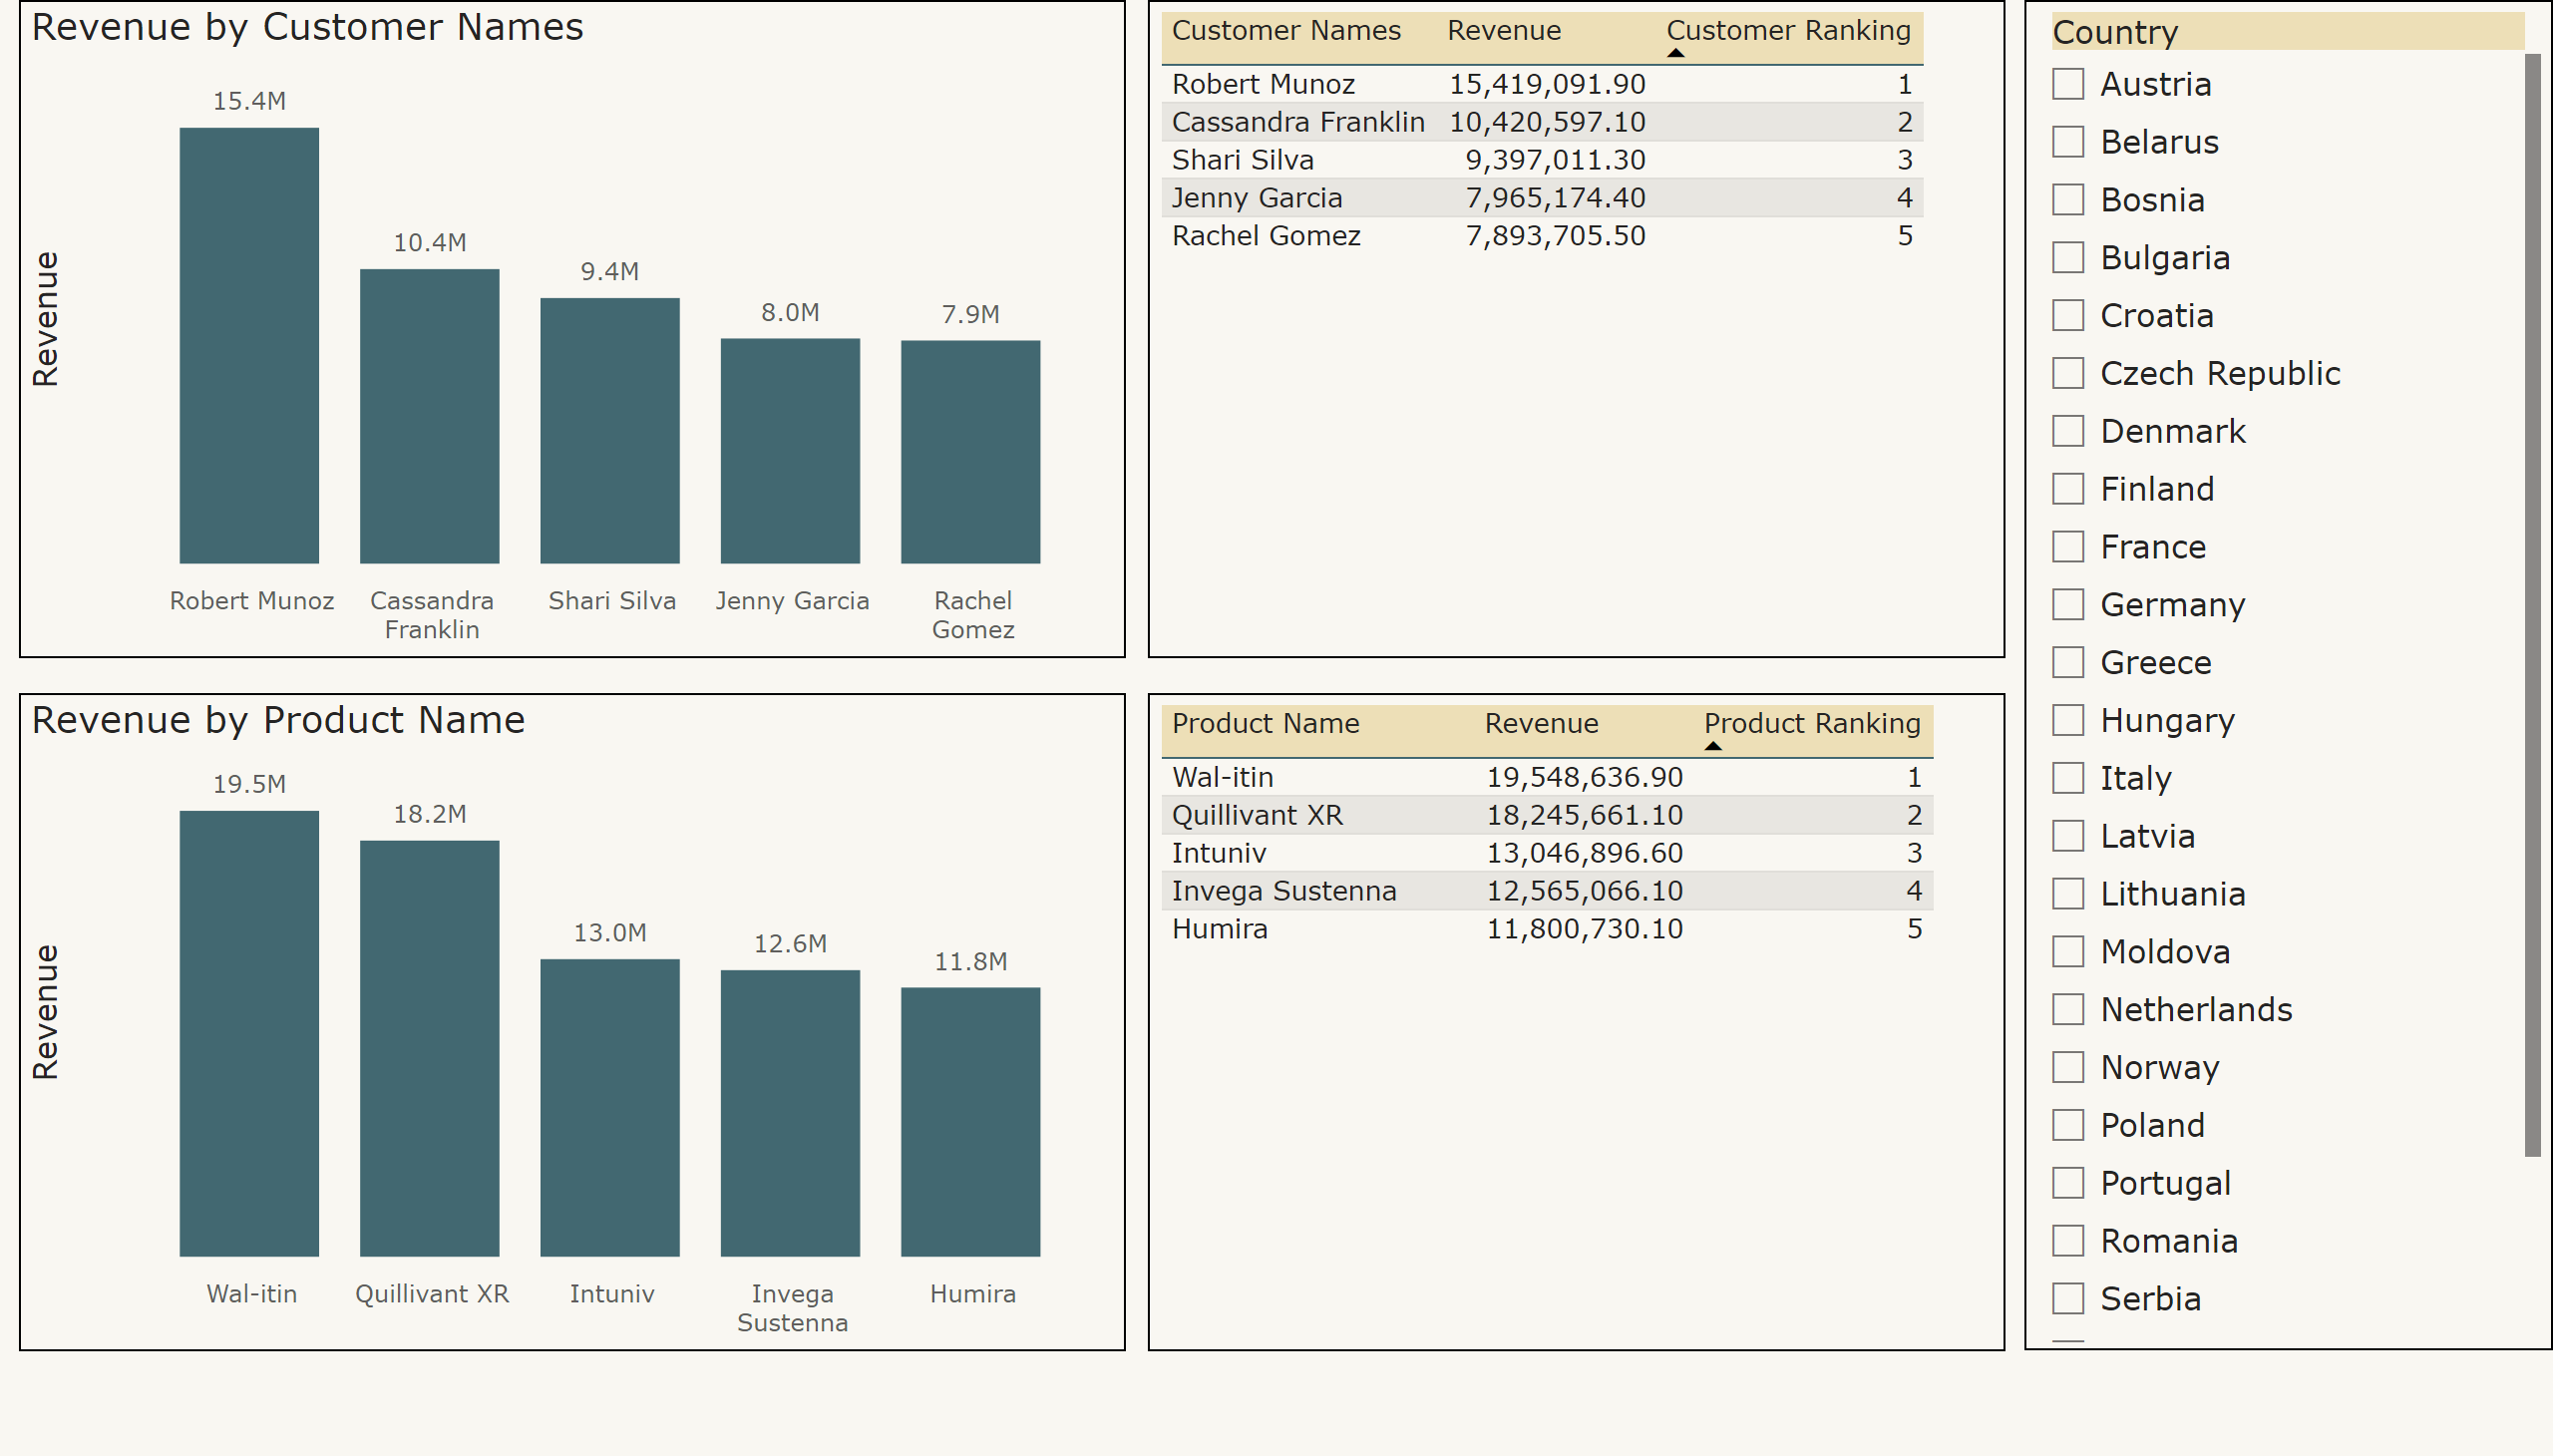 Revenue by Customer Names
Revenue
15.4M
10.4M
9.4M
8.0M
7.9M
Robert Munoz
Cassandra
Franklin
Shari Silva
Jenny Garcia
Rachel
Gomez
Customer Names Revenue Customer Ranking
Robert Munoz 15,419,091.90 1
Cassandra Franklin 10,420,597.10 2
Shari Silva 9,397,011.30 3
Jenny Garcia 7,965,174.40 4
Rachel Gomez 7,893,705.50 5
Revenue by Product Name
Revenue
19.5M
18.2M
13.0M
12.6M
11.8M
Wal-itin
Quillivant XR
Intuniv
Invega
Sustenna
Humira
Product Name Revenue Product Ranking
Wal-itin 19,548,636.90 1
Quillivant XR 18,245,661.10 2
Intuniv 13,046,896.60 3
Invega Sustenna 12,565,066.10 4
Humira 11,800,730.10 5
Country
Austria
Belarus
Bosnia
Bulgaria
Croatia
Czech Republic
Denmark
Finland
France
Germany
Greece
Hungary
Italy
Latvia
Lithuania
Moldova
Netherlands
Norway
Poland
Portugal
Romania
Serbia